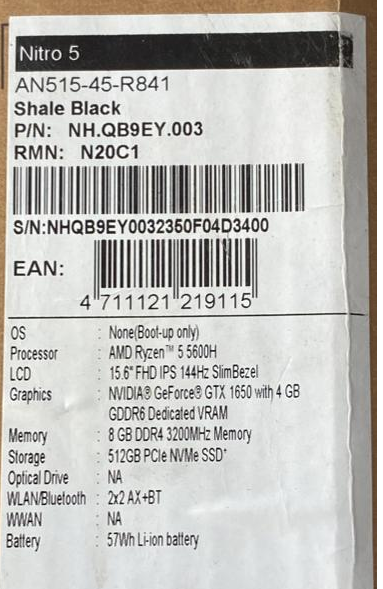 Nitro 5
AN515-45-R841
Shale Black
P/N: NH.QB9EY.003
RMN: N20C1
S/N:NHQB9EY0032350F04D3400
EAN:
4 711121 219115
OS : None(Boot-up only)
Processor : AMD Ryzen™ 5 5600H
LCD : 15.6" FHD IPS 144Hz SlimBezel
Graphics : NVIDIA® GeForce® GTX 1650 with 4 GB
GDDR6 Dedicated VRAM
Memory : 8 GB DDR4 3200MHz Memory
Storage : 512GB PCIe NVMe SSD*
Optical Drive : NA
WLAN/Bluetooth : 2x2 AX+BT
WWAN : NA
Battery : 57Wh Li-ion battery